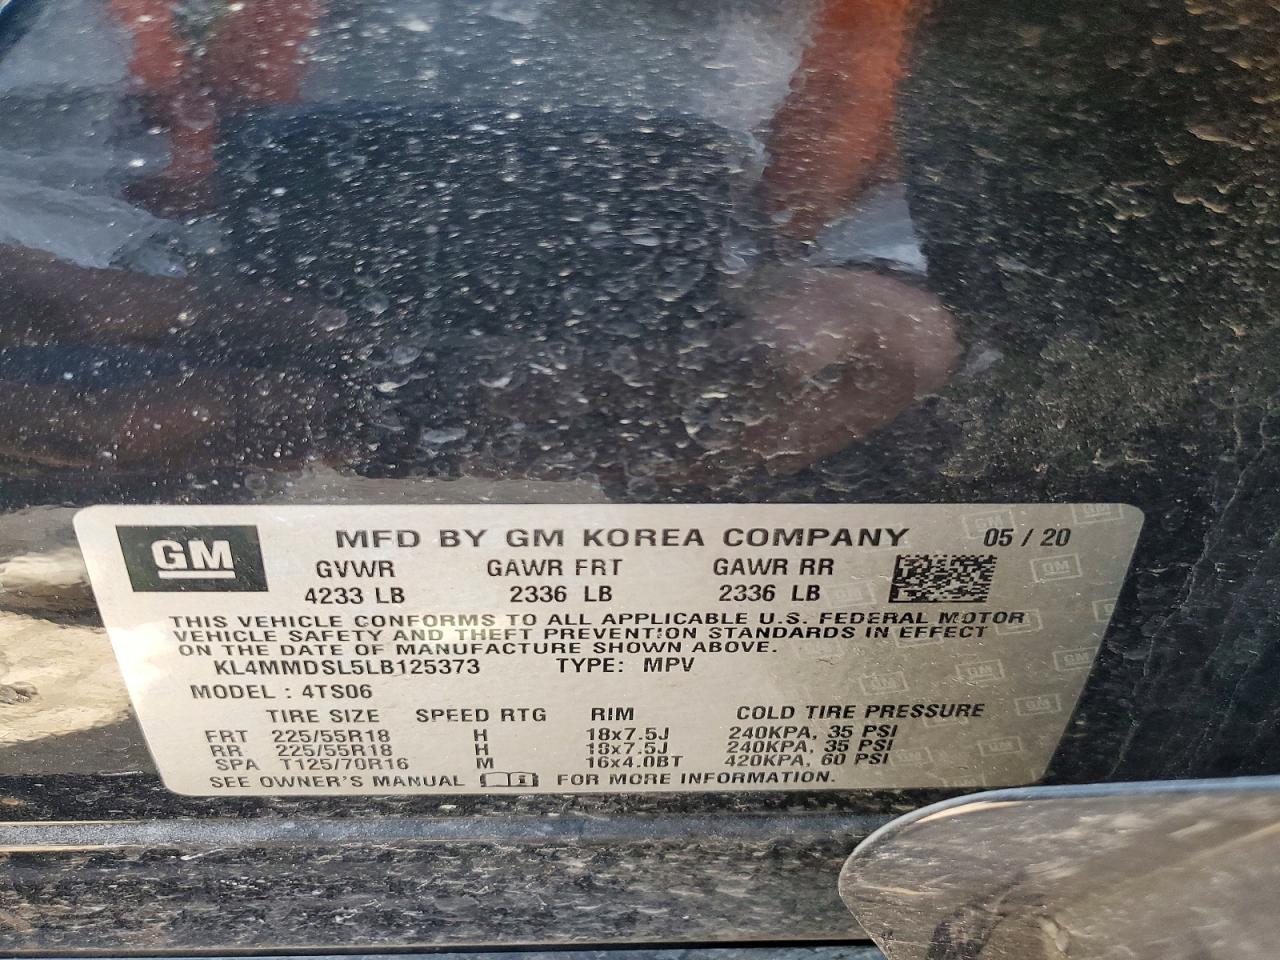 GM MFD BY GM KOREA COMPANY 05 / 20
GVWR GAWR FRT GAWR RR
4233 LB 2336 LB 2336 LB
THIS VEHICLE CONFORMS TO ALL APPLICABLE U.S. FEDERAL MOTOR
VEHICLE SAFETY AND THEFT PREVENTION STANDARDS IN EFFECT
ON THE DATE OF MANUFACTURE SHOWN ABOVE.
KL4MMDSL5LB125373 TYPE: MPV
MODEL : 4TS06
TIRE SIZE SPEED RTG RIM COLD TIRE PRESSURE
FRT 225/55R18 H 18x7.5J 240KPA, 35 PSI
RR 225/55R18 H 18x7.5J 240KPA, 35 PSI
SPA T125/70R16 M 16x4.0BT 420KPA, 60 PSI
SEE OWNER'S MANUAL FOR MORE INFORMATION.